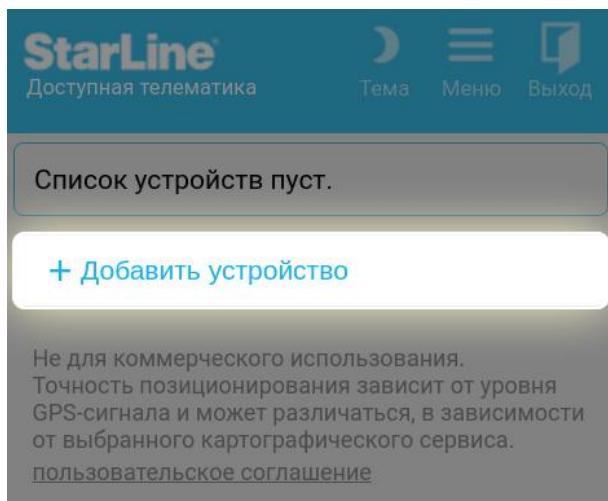 StarLine®
Доступная телематика
Тема Меню Выход
Список устройств пуст.
+ Добавить устройство
Не для коммерческого использования.
Точность позиционирования зависит от уровня
GPS-сигнала и может различаться, в зависимости
от выбранного картографического сервиса.
пользовательское соглашение